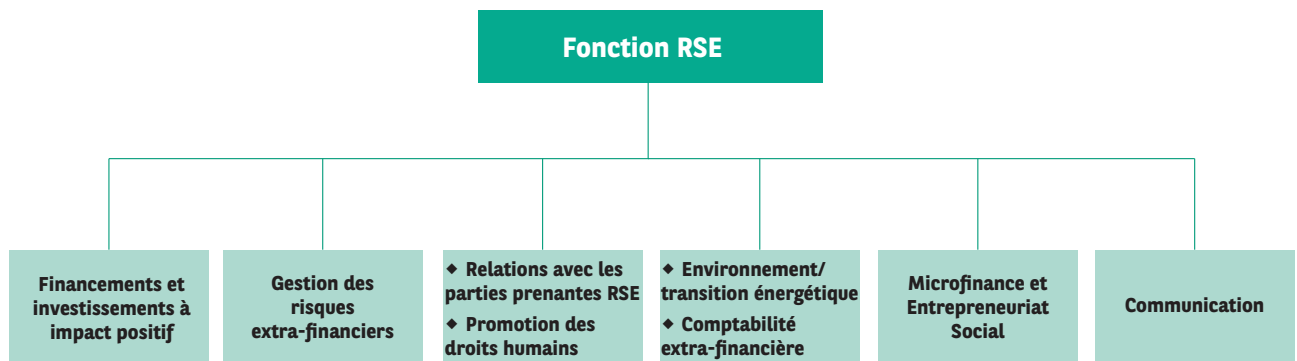 Fonction RSE
Financements et
investissements à
impact positif
Gestion des
risques
extra-financiers
◆ Relations avec les
parties prenantes RSE
◆ Promotion des
droits humains
◆ Environnement/
transition énergétique
◆ Comptabilité
extra-financière
Microfinance et
Entrepreneuriat
Social
Communication